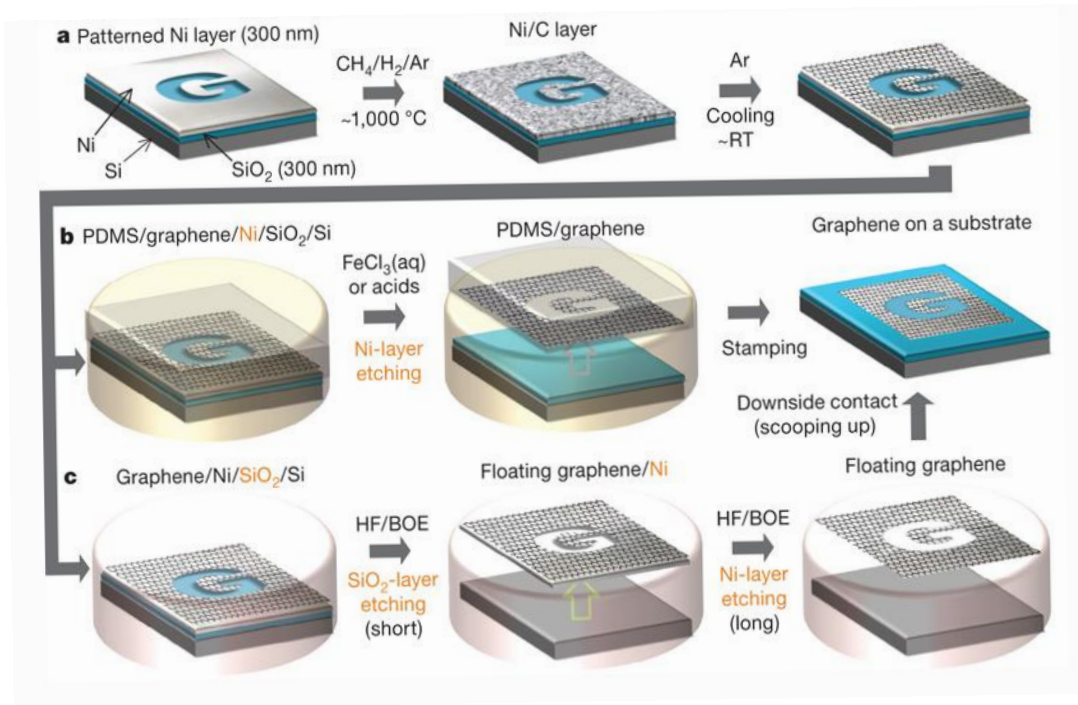 a Patterned Ni layer (300 nm)
CH₄/H₂/Ar
~1,000 °C
Ni/C layer
Ar
Cooling
~RT
Ni
Si
SiO₂ (300 nm)
b PDMS/graphene/Ni/SiO₂/Si
FeCl₃(aq)
or acids
Ni-layer
etching
PDMS/graphene
Stamping
Graphene on a substrate
Downside contact
(scooping up)
c Graphene/Ni/SiO₂/Si
HF/BOE
SiO₂-layer
etching
(short)
Floating graphene/Ni
HF/BOE
Ni-layer
etching
(long)
Floating graphene